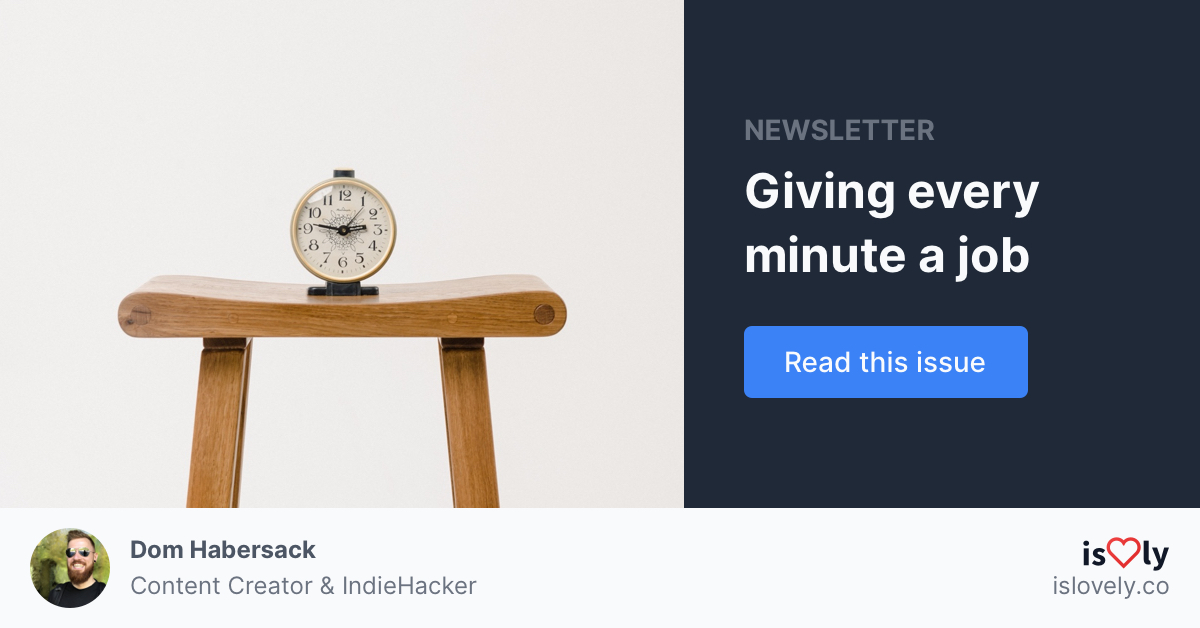 12
11
1
10
2
9
3
8
4
7
5
6
NEWSLETTER
Giving every
minute a job
Read this issue
Dom Habersack
Content Creator & IndieHacker
is♡ly
islovely.co